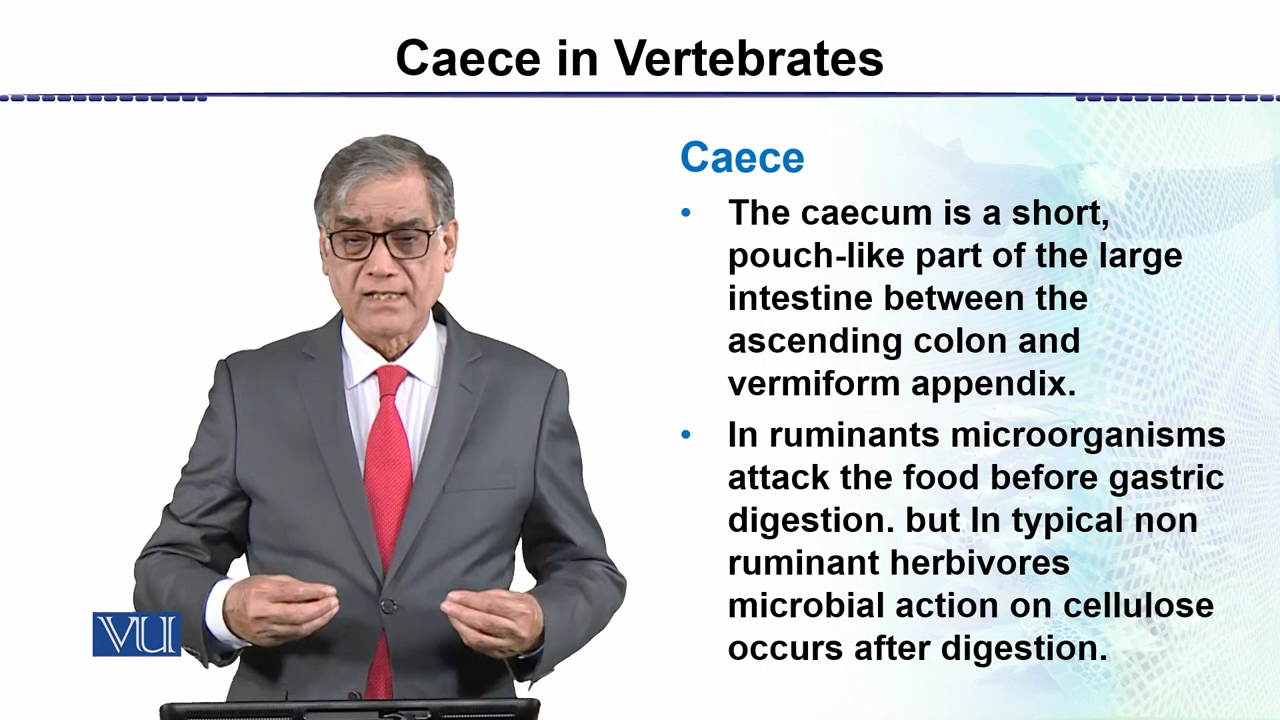 Caece in Vertebrates
Caece
• The caecum is a short,
pouch-like part of the large
intestine between the
ascending colon and
vermiform appendix.
• In ruminants microorganisms
attack the food before gastric
digestion. but In typical non
ruminant herbivores
microbial action on cellulose
occurs after digestion.
VU